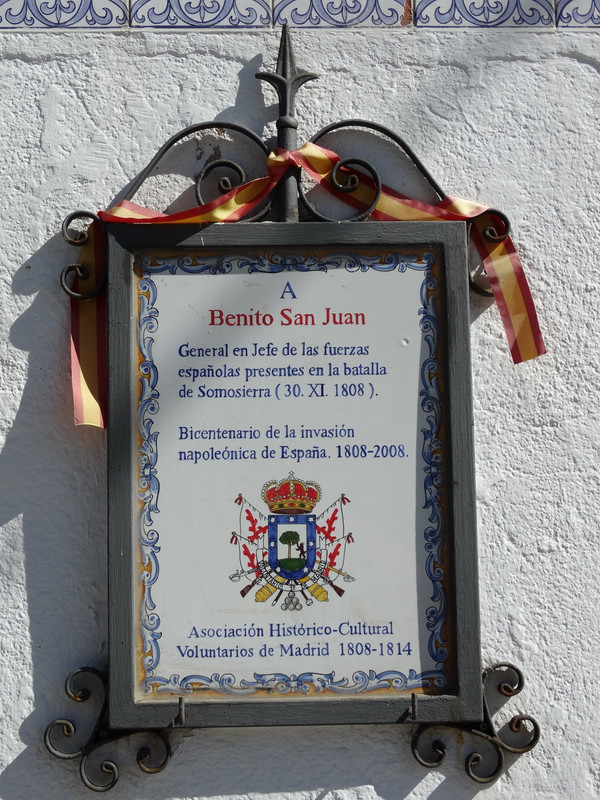 A
Benito San Juan
General en Jefe de las fuerzas
españolas presentes en la batalla
de Somosierra ( 30. XI. 1808 ).
Bicentenario de la invasión
napoleónica de España. 1808-2008.
Asociación Histórico-Cultural
Voluntarios de Madrid 1808-1814